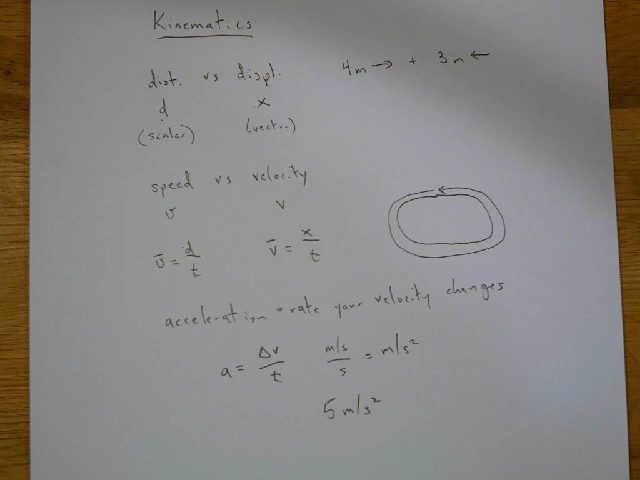 Kinematics
dist. vs displ. 4m → + 3m ←
d x
(scalar) (vector)
speed vs velocity
v v
v̄ = d/t v̄ = x/t
acceleration = rate your velocity changes
a = Δv/t m/s/s = m/s²
5 m/s²